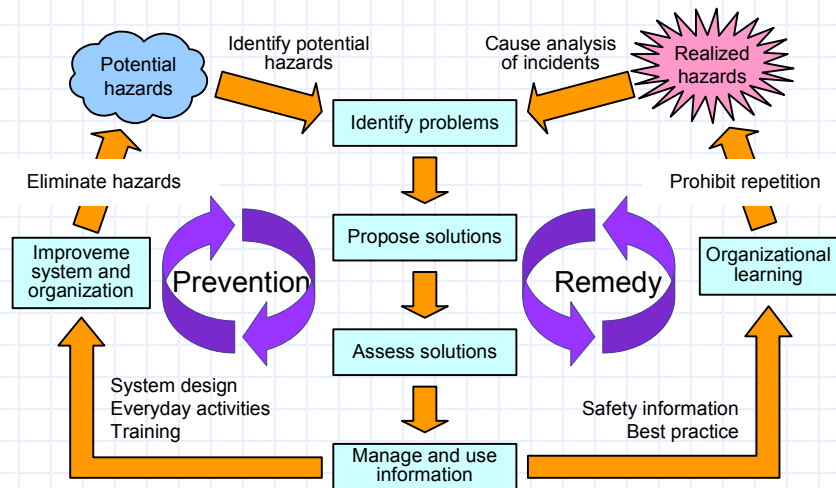 Potential
hazards
Identify potential
hazards
Cause analysis
of incidents
Realized
hazards
Identify problems
Eliminate hazards
Prohibit repetition
Improveme
system and
organization
Prevention
Propose solutions
Remedy
Organizational
learning
Assess solutions
System design
Everyday activities
Training
Safety information
Best practice
Manage and use
information